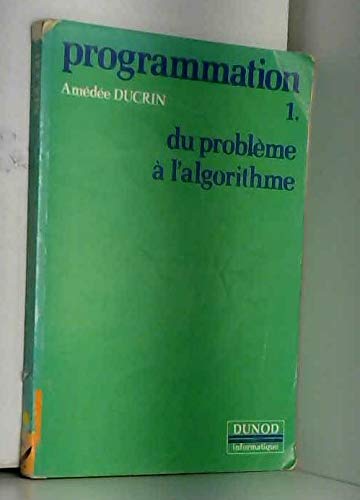 programmation
1.
Amédée DUCRIN
du problème
à l'algorithme
DUNOD
informatique